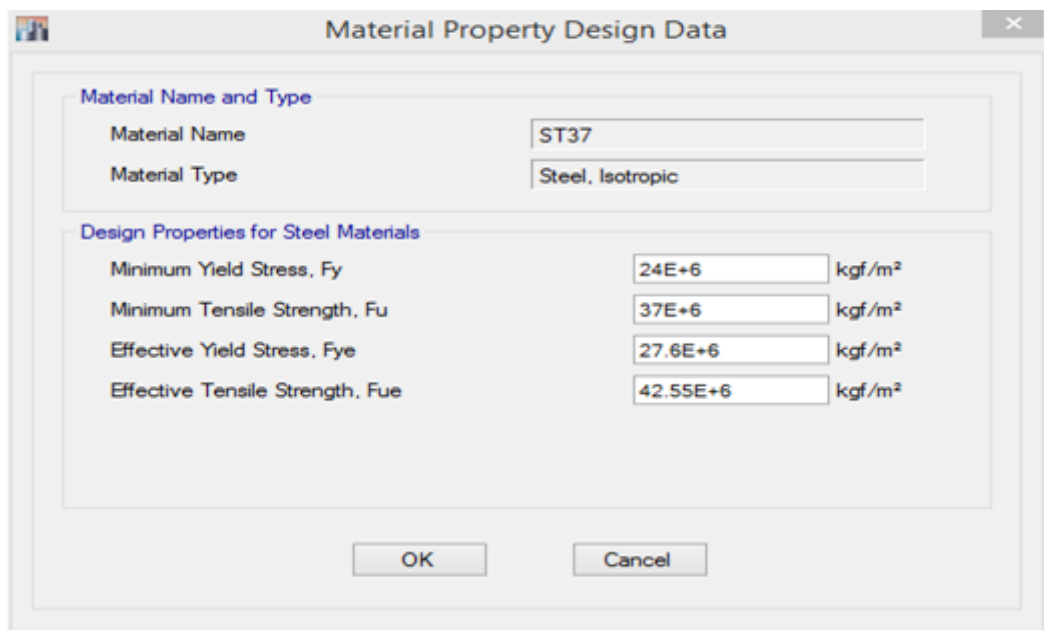 Material Property Design Data
Material Name and Type
Material Name ST37
Material Type Steel, Isotropic
Design Properties for Steel Materials
Minimum Yield Stress, Fy 24E+6 kgf/m²
Minimum Tensile Strength, Fu 37E+6 kgf/m²
Effective Yield Stress, Fye 27.6E+6 kgf/m²
Effective Tensile Strength, Fue 42.55E+6 kgf/m²
OK Cancel